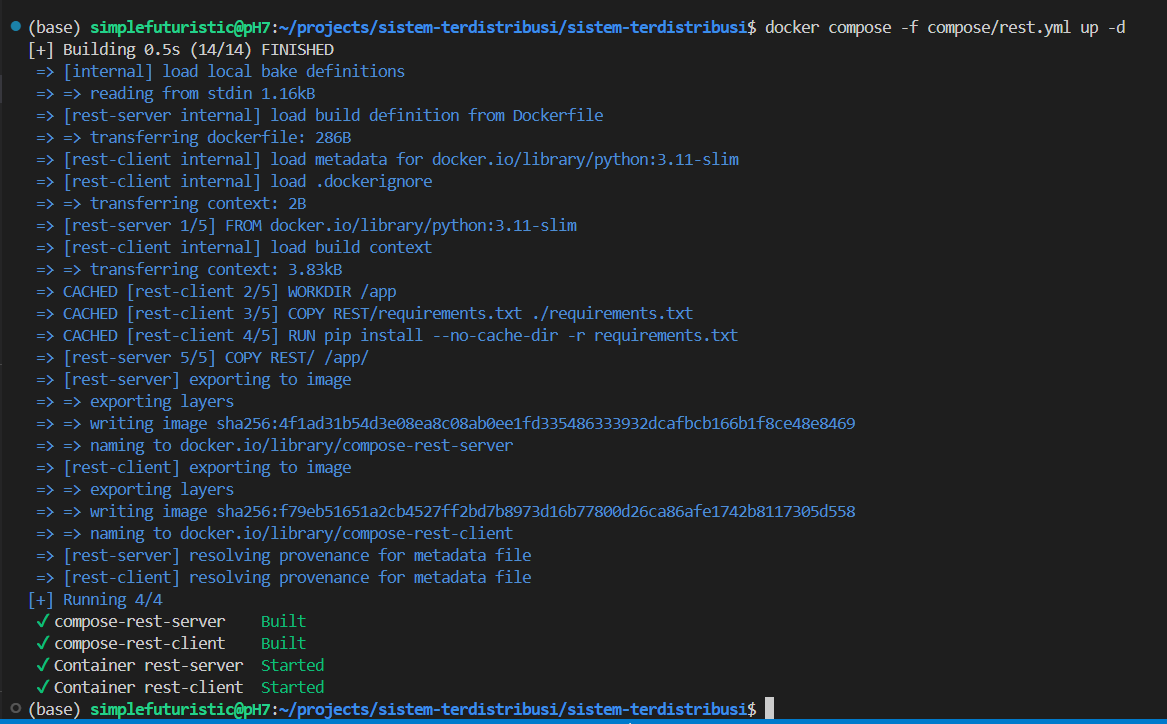 (base) simplefuturistic@pH7:~/projects/sistem-terdistribusi/sistem-terdistribusi$ docker compose -f compose/rest.yml up -d
[+] Building 0.5s (14/14) FINISHED
=> [internal] load local bake definitions
=> => reading from stdin 1.16kB
=> [rest-server internal] load build definition from Dockerfile
=> => transferring dockerfile: 286B
=> [rest-client internal] load metadata for docker.io/library/python:3.11-slim
=> [rest-client internal] load .dockerignore
=> => transferring context: 2B
=> [rest-server 1/5] FROM docker.io/library/python:3.11-slim
=> [rest-client internal] load build context
=> => transferring context: 3.83kB
=> CACHED [rest-client 2/5] WORKDIR /app
=> CACHED [rest-client 3/5] COPY REST/requirements.txt ./requirements.txt
=> CACHED [rest-client 4/5] RUN pip install --no-cache-dir -r requirements.txt
=> [rest-server 5/5] COPY REST/ /app/
=> [rest-server] exporting to image
=> => exporting layers
=> => writing image sha256:4f1ad31b54d3e08ea8c08ab0ee1fd335486333932dcafbcb166b1f8ce48e8469
=> => naming to docker.io/library/compose-rest-server
=> [rest-client] exporting to image
=> => exporting layers
=> => writing image sha256:f79eb51651a2cb4527ff2bd7b8973d16b77800d26ca86afe1742b8117305d558
=> => naming to docker.io/library/compose-rest-client
=> [rest-server] resolving provenance for metadata file
=> [rest-client] resolving provenance for metadata file
[+] Running 4/4
✔ compose-rest-server Built
✔ compose-rest-client Built
✔ Container rest-server Started
✔ Container rest-client Started
(base) simplefuturistic@pH7:~/projects/sistem-terdistribusi/sistem-terdistribusi$